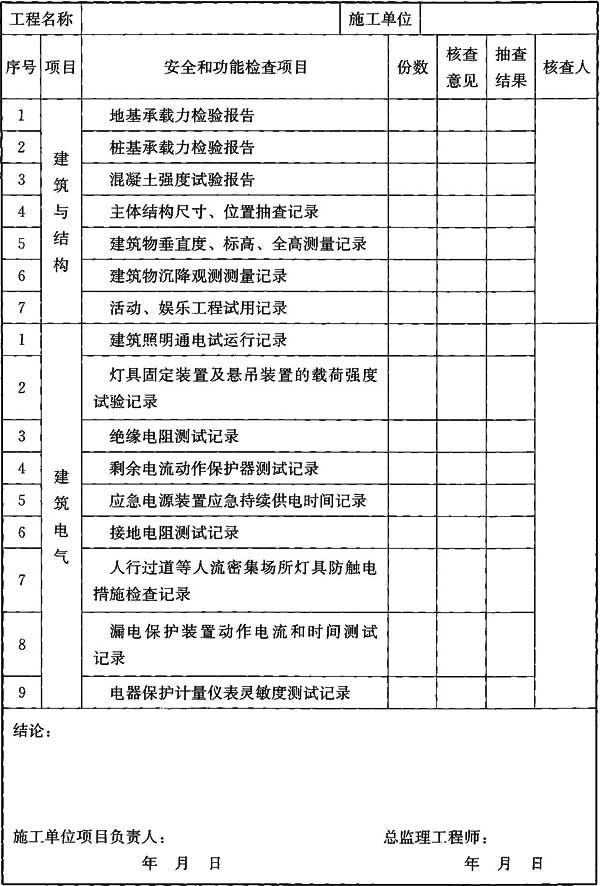 工程名称 施工单位
序号 项目 安全和功能检查项目 份数 核查意见 抽查结果 核查人
建筑与结构
1 地基承载力检验报告
2 桩基承载力检验报告
3 混凝土强度试验报告
4 主体结构尺寸、位置抽查记录
5 建筑物垂直度、标高、全高测量记录
6 建筑物沉降观测测量记录
7 活动、娱乐工程试用记录
建筑电气
1 建筑照明通电试运行记录
2 灯具固定装置及悬吊装置的载荷强度
试验记录
3 绝缘电阻测试记录
4 剩余电流动作保护器测试记录
5 应急电源装置应急持续供电时间记录
6 接地电阻测试记录
7 人行过道等人流密集场所灯具防触电
措施检查记录
8 漏电保护装置动作电流和时间测试
记录
9 电器保护计量仪表灵敏度测试记录
结论：
施工单位项目负责人： 总监理工程师：
年 月 日 年 月 日